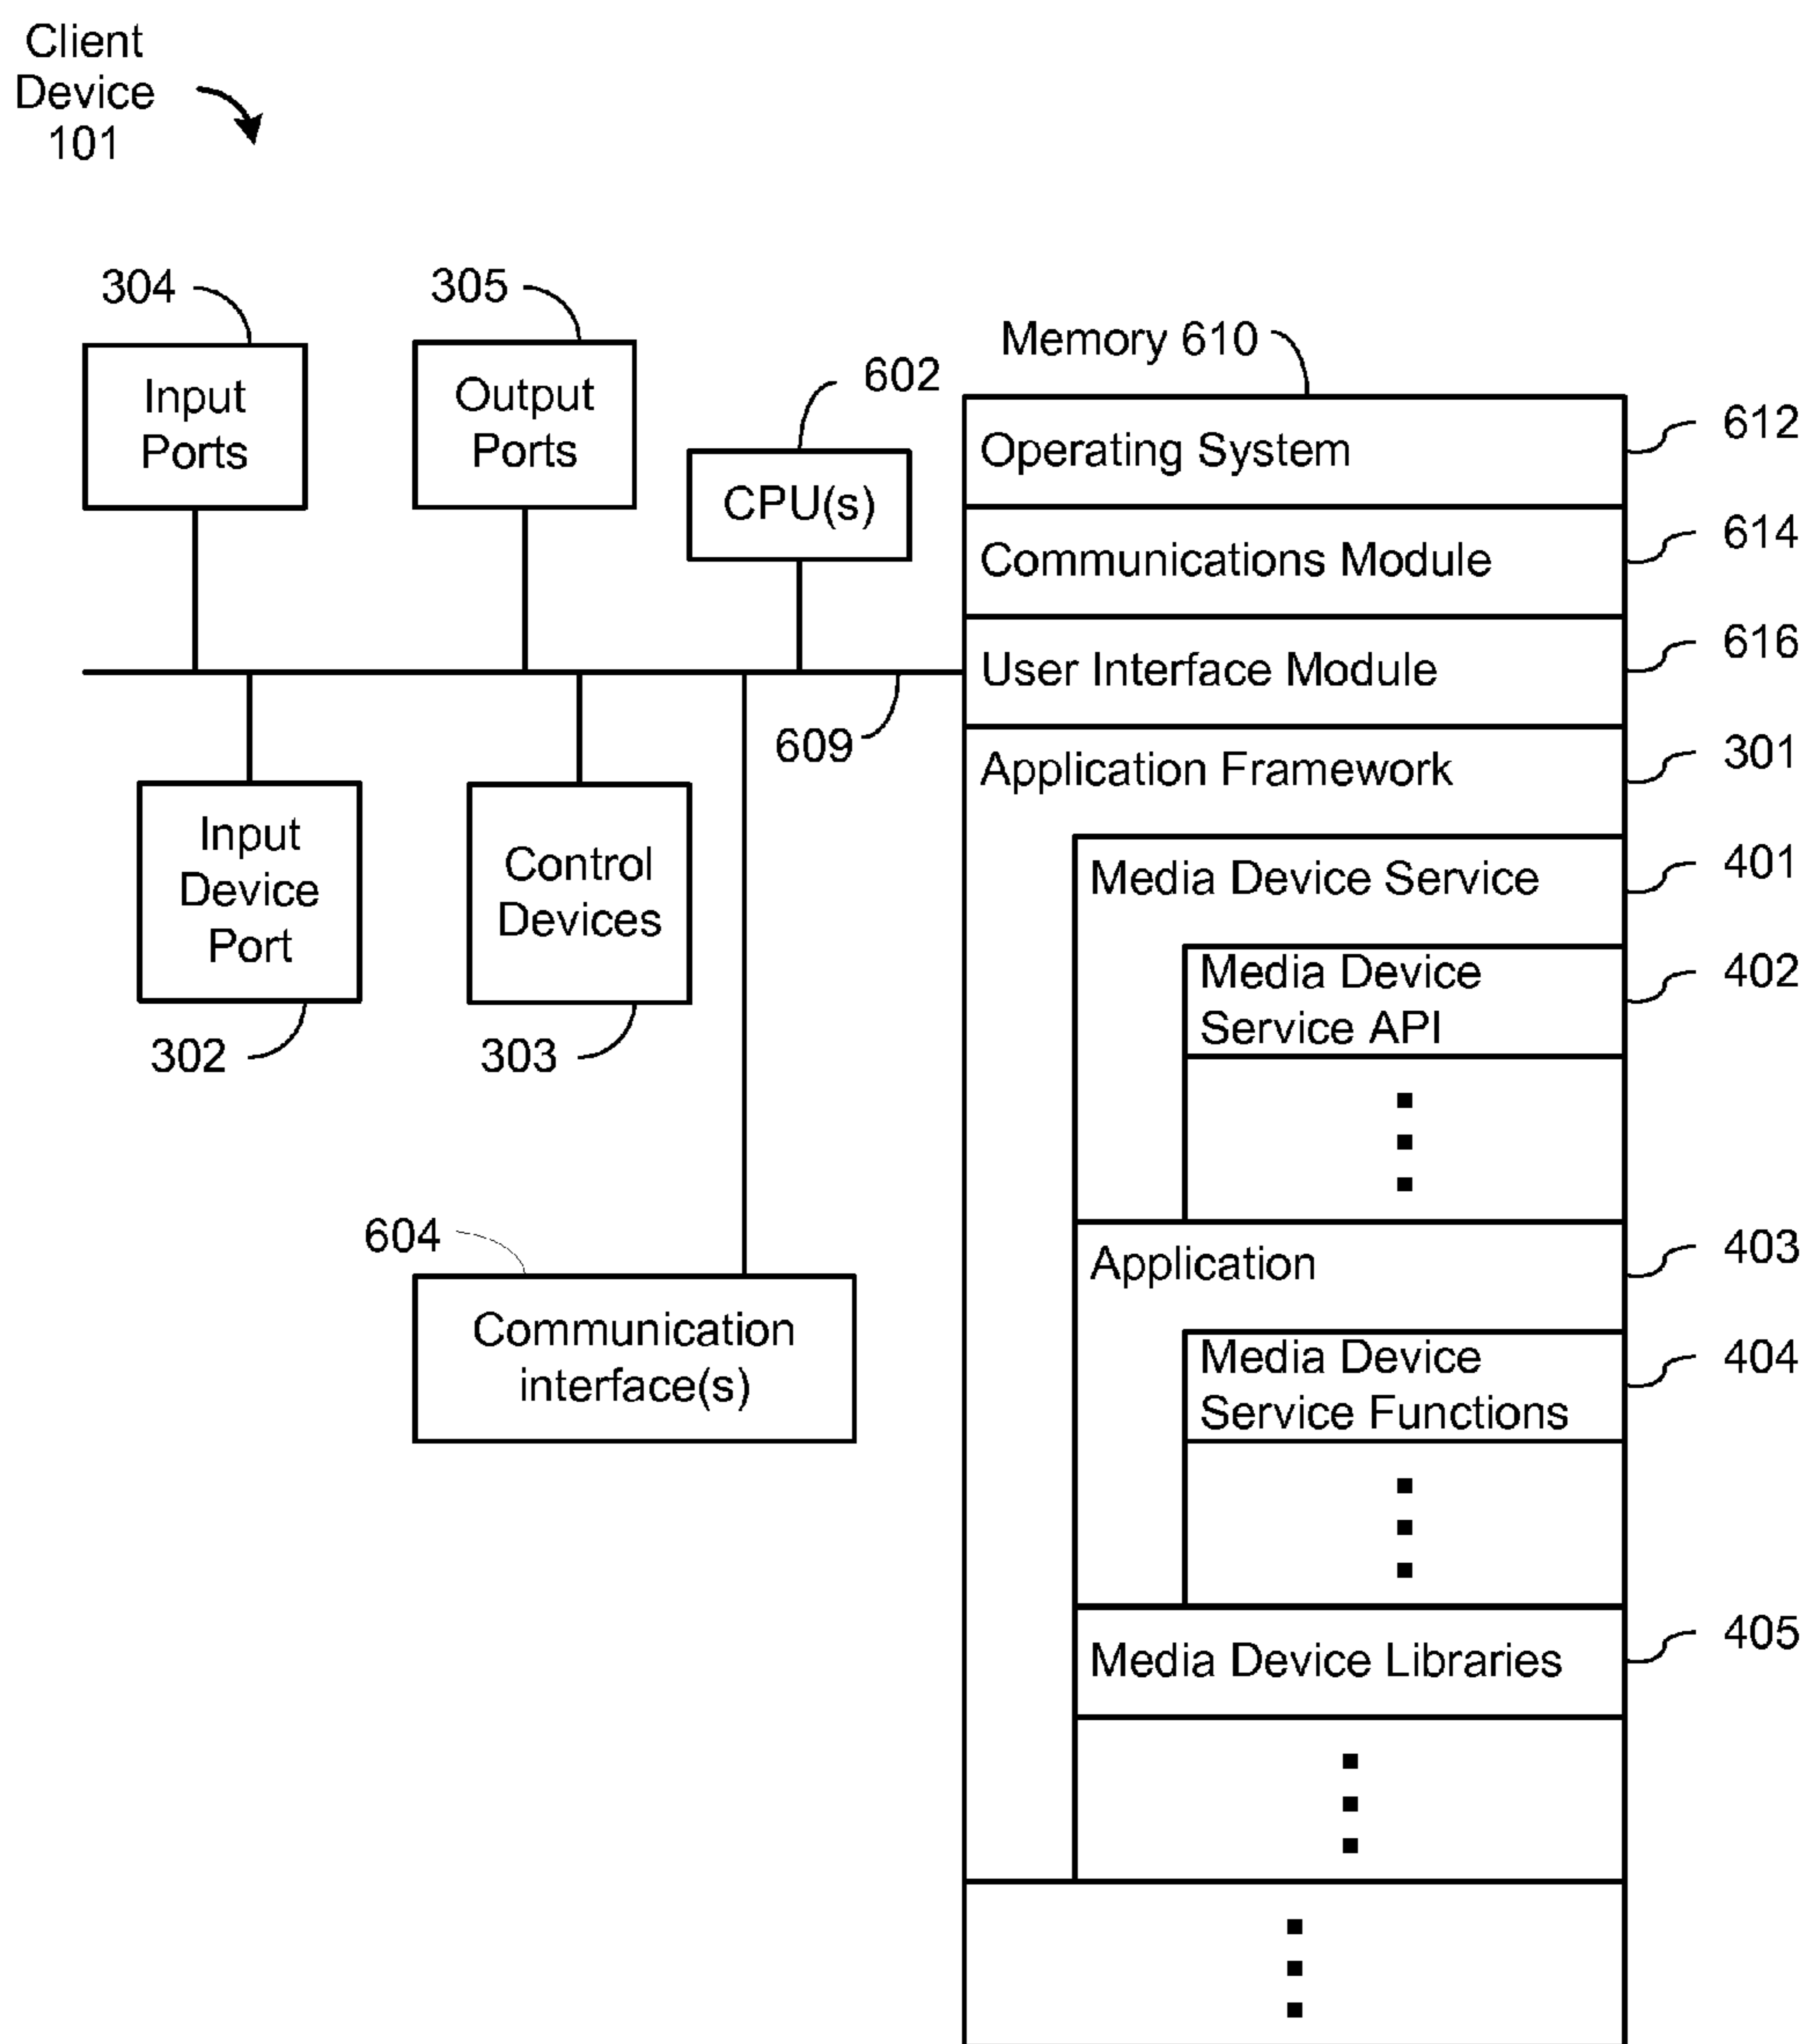 Client
Device
101
304
305
Memory 610
602
612
Input
Ports
Output
Ports
CPU(s)
Operating System
614
Communications Module
616
User Interface Module
609
301
Application Framework
Input
Device
Port
Control
Devices
401
Media Device Service
402
Media Device
Service API
302
303
604
403
Application
Communication
interface(s)
404
Media Device
Service Functions
405
Media Device Libraries